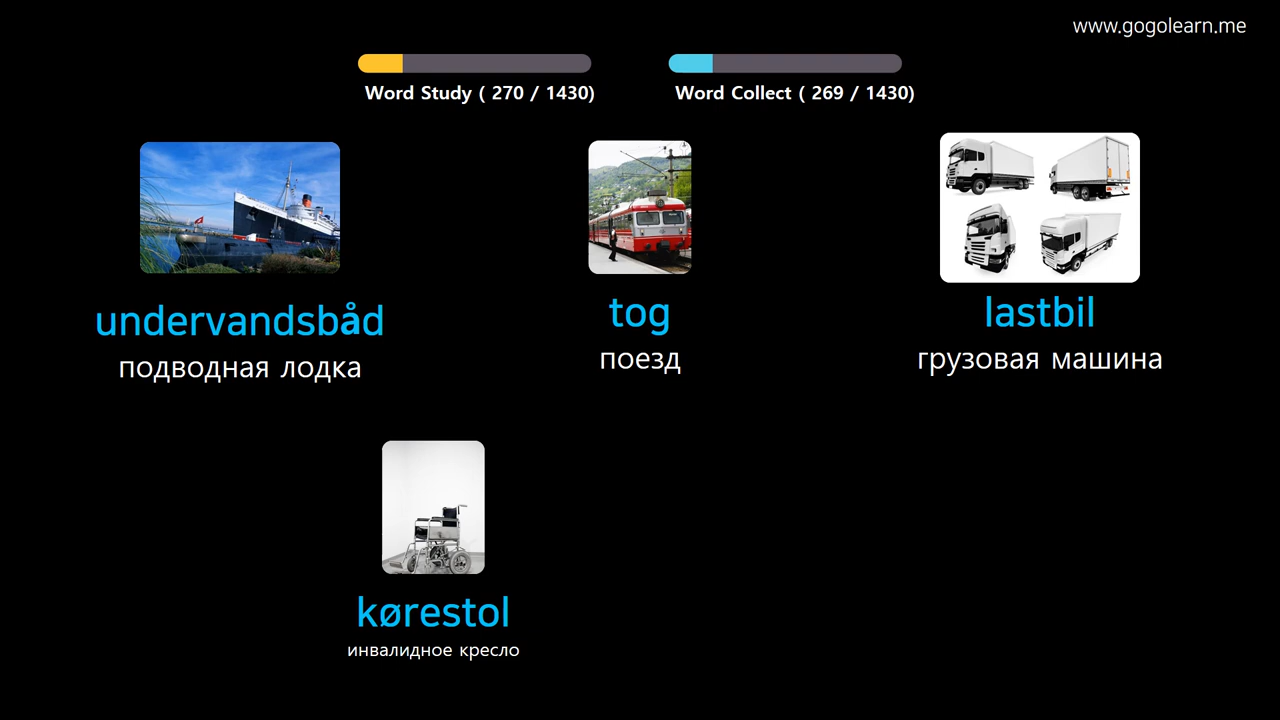 www.gogolearn.me
Word Study ( 270 / 1430)
Word Collect ( 269 / 1430)
undervandsbåd
подводная лодка
tog
поезд
lastbil
грузовая машина
kørestol
инвалидное кресло